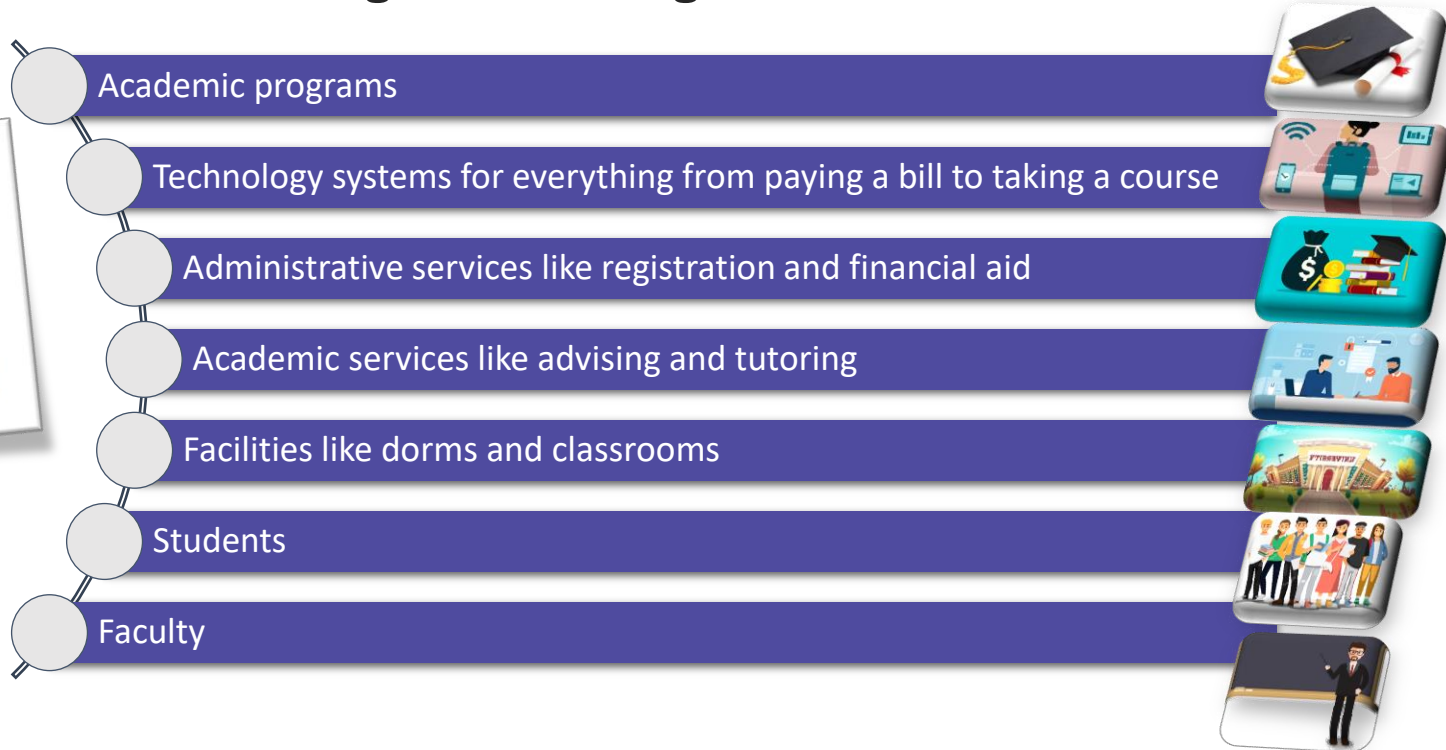 Academic programs
Technology systems for everything from paying a bill to taking a course
Administrative services like registration and financial aid
Academic services like advising and tutoring
Facilities like dorms and classrooms
Students
Faculty